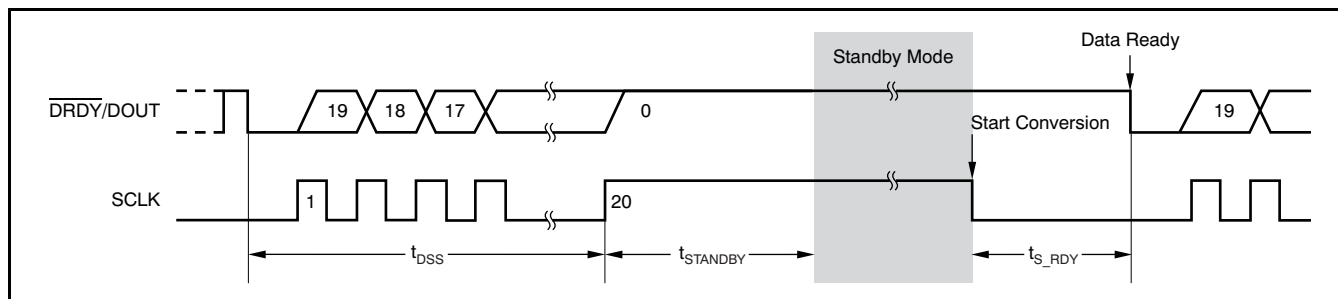 Data Ready
Standby Mode
DRDY/DOUT
19 18 17 0 19
Start Conversion
SCLK
1 20
tDSS tSTANDBY tS_RDY